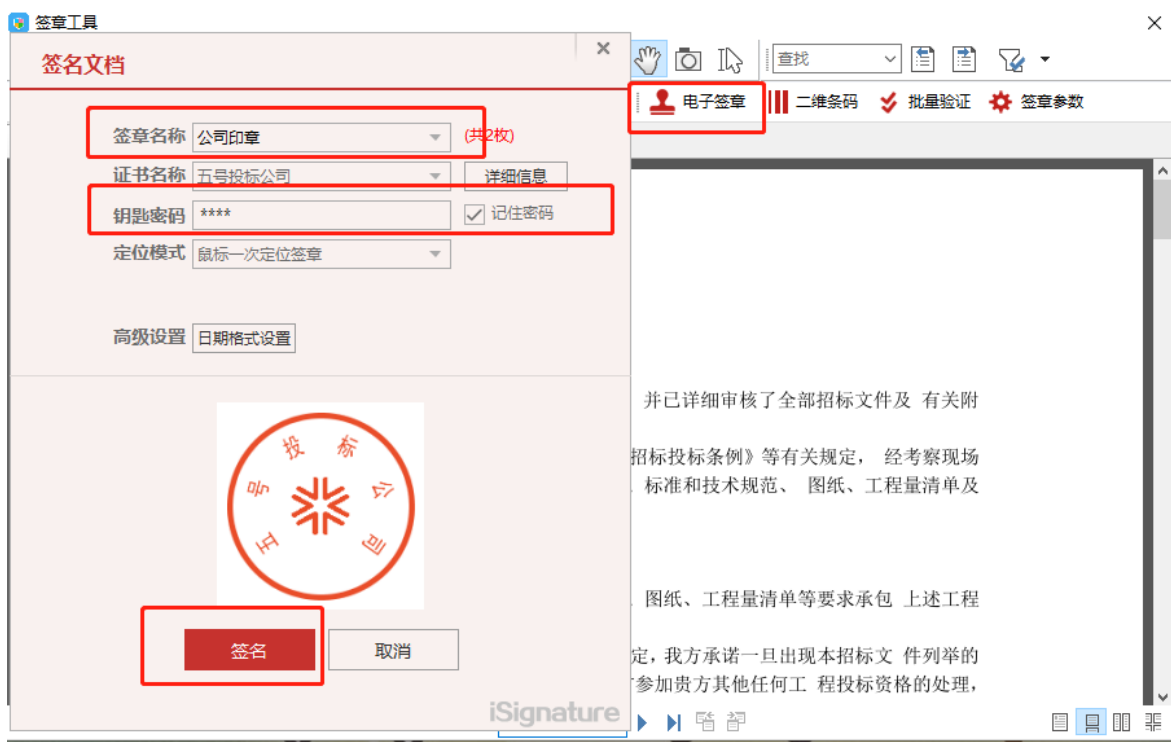 签章工具
签名文档
查找
电子签章 二维条码 批量验证 签章参数
签章名称 公司印章 (共2枚)
证书名称 五号投标公司 详细信息
钥匙密码 **** 记住密码
定位模式 鼠标一次定位签章
高级设置 日期格式设置
五号投标公司
签名 取消
iSignature
并已详细审核了全部招标文件及 有关附
招标投标条例》等有关规定， 经考察现场
标准和技术规范、 图纸、工程量清单及
图纸、工程量清单等要求承包 上述工程
定，我方承诺一旦出现本招标文 件列举的
参加贵方其他任何工 程投标资格的处理，